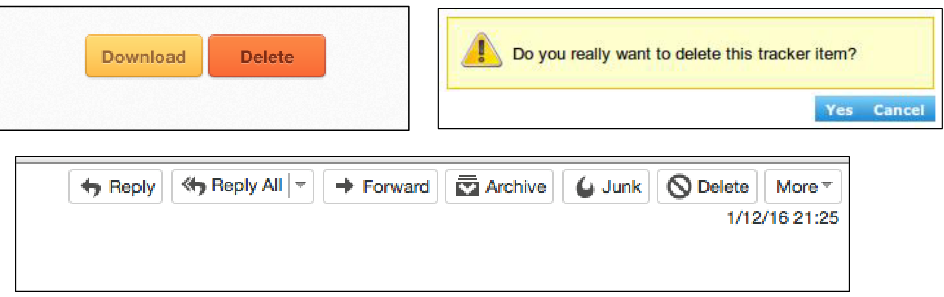 Download Delete
Do you really want to delete this tracker item?
Yes Cancel
Reply Reply All Forward Archive Junk Delete More
1/12/16 21:25